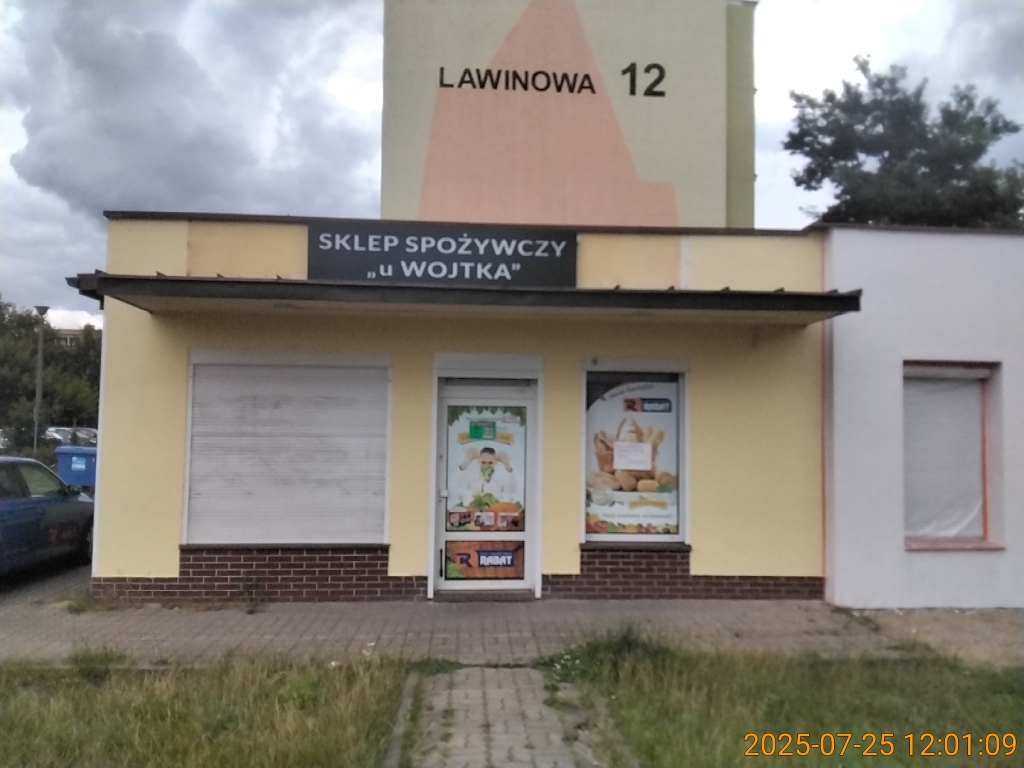 LAWINOWA 12
SKLEP SPOŻYWCZY
„u WOJTKA”
RABAT
RABAT
2025-07-25 12:01:09